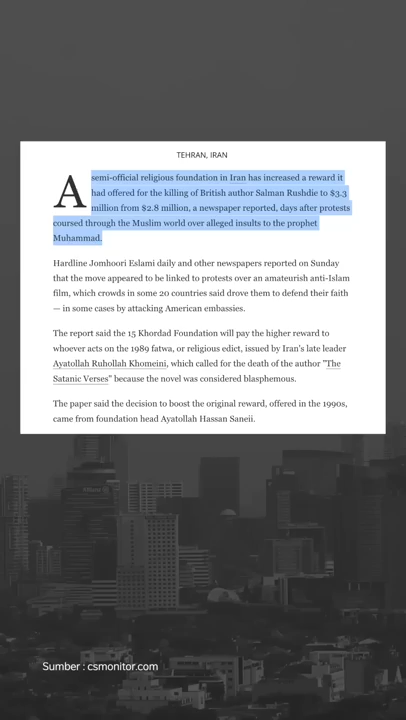 TEHRAN, IRAN
A semi-official religious foundation in Iran has increased a reward it
had offered for the killing of British author Salman Rushdie to $3.3
million from $2.8 million, a newspaper reported, days after protests
coursed through the Muslim world over alleged insults to the prophet
Muhammad.
Hardline Jomhoori Eslami daily and other newspapers reported on Sunday
that the move appeared to be linked to protests over an amateurish anti-Islam
film, which crowds in some 20 countries said drove them to defend their faith
— in some cases by attacking American embassies.
The report said the 15 Khordad Foundation will pay the higher reward to
whoever acts on the 1989 fatwa, or religious edict, issued by Iran's late leader
Ayatollah Ruhollah Khomeini, which called for the death of the author "The
Satanic Verses" because the novel was considered blasphemous.
The paper said the decision to boost the original reward, offered in the 1990s,
came from foundation head Ayatollah Hassan Saneii.
Sumber : csmonitor.com